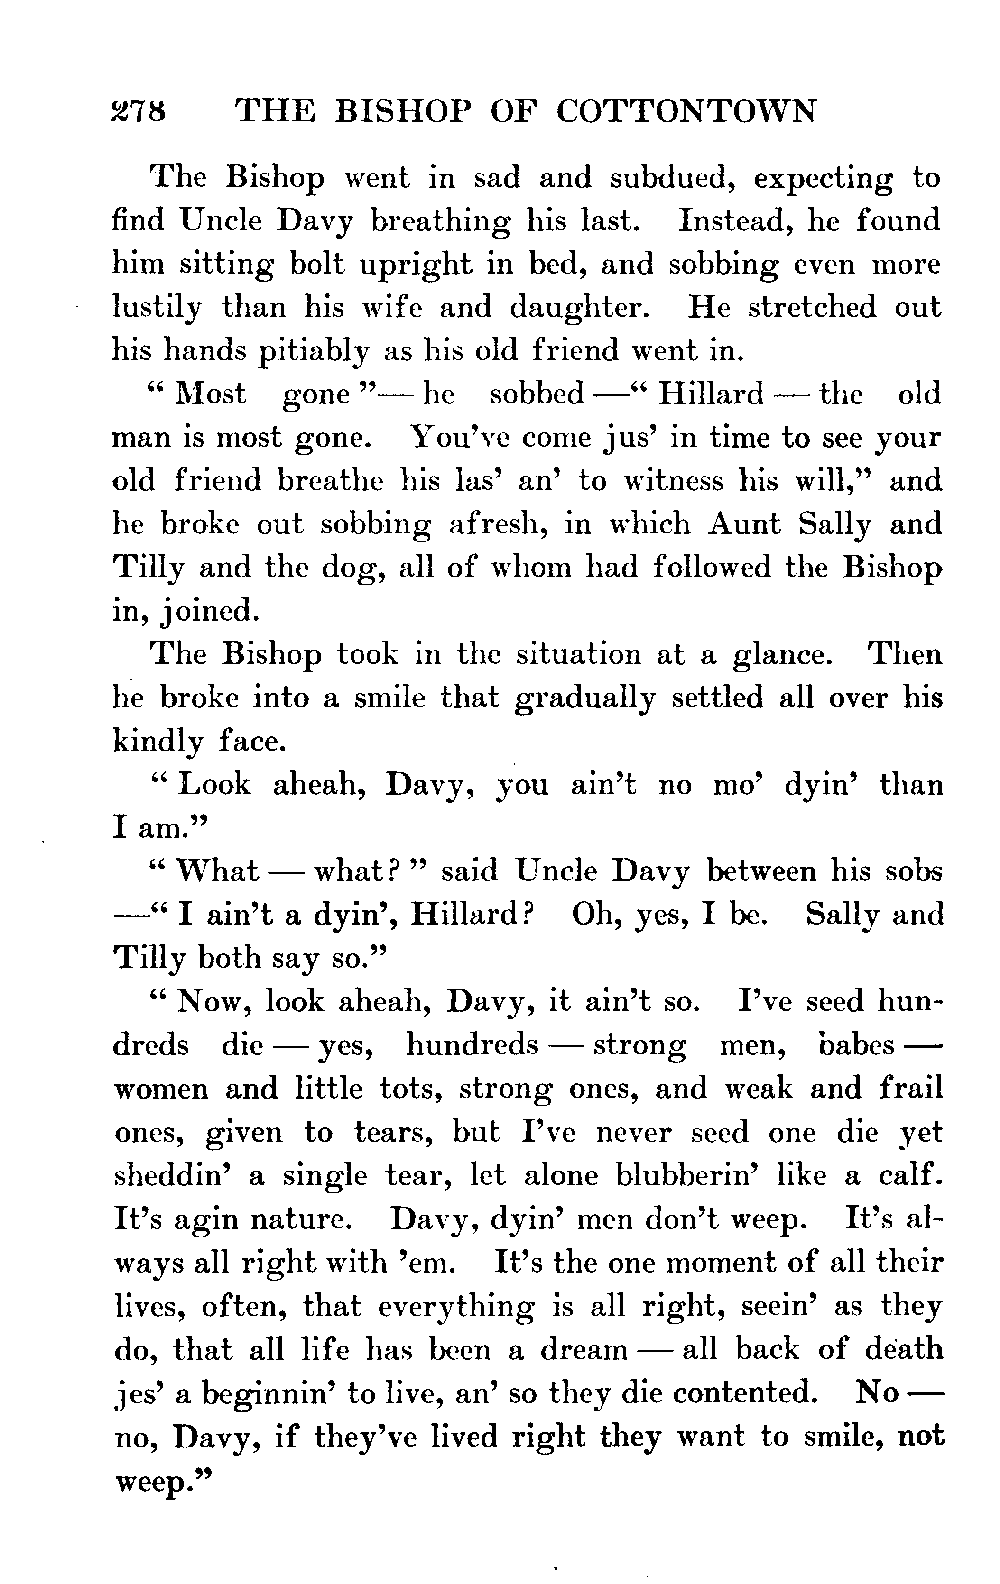 278 THE BISHOP OF COTTONTOWN
The Bishop went in sad and subdued, expecting to
find Uncle Davy breathing his last. Instead, he found
him sitting bolt upright in bed, and sobbing even more
lustily than his wife and daughter. He stretched out
his hands pitiably as his old friend went in.
“ Most gone ”— he sobbed —“ Hillard — the old
man is most gone. You’ve come jus’ in time to see your
old friend breathe his las’ an’ to witness his will,” and
he broke out sobbing afresh, in which Aunt Sally and
Tilly and the dog, all of whom had followed the Bishop
in, joined.
The Bishop took in the situation at a glance. Then
he broke into a smile that gradually settled all over his
kindly face.
“ Look aheah, Davy, you ain’t no mo’ dyin’ than
I am.”
“ What — what? ” said Uncle Davy between his sobs
—“ I ain’t a dyin’, Hillard? Oh, yes, I be. Sally and
Tilly both say so.”
“ Now, look aheah, Davy, it ain’t so. I’ve seed hun-
dreds die — yes, hundreds — strong men, babes —
women and little tots, strong ones, and weak and frail
ones, given to tears, but I’ve never seed one die yet
sheddin’ a single tear, let alone blubberin’ like a calf.
It’s agin nature. Davy, dyin’ men don’t weep. It’s al-
ways all right with ’em. It’s the one moment of all their
lives, often, that everything is all right, seein’ as they
do, that all life has been a dream — all back of death
jes’ a beginnin’ to live, an’ so they die contented. No —
no, Davy, if they’ve lived right they want to smile, not
weep.”